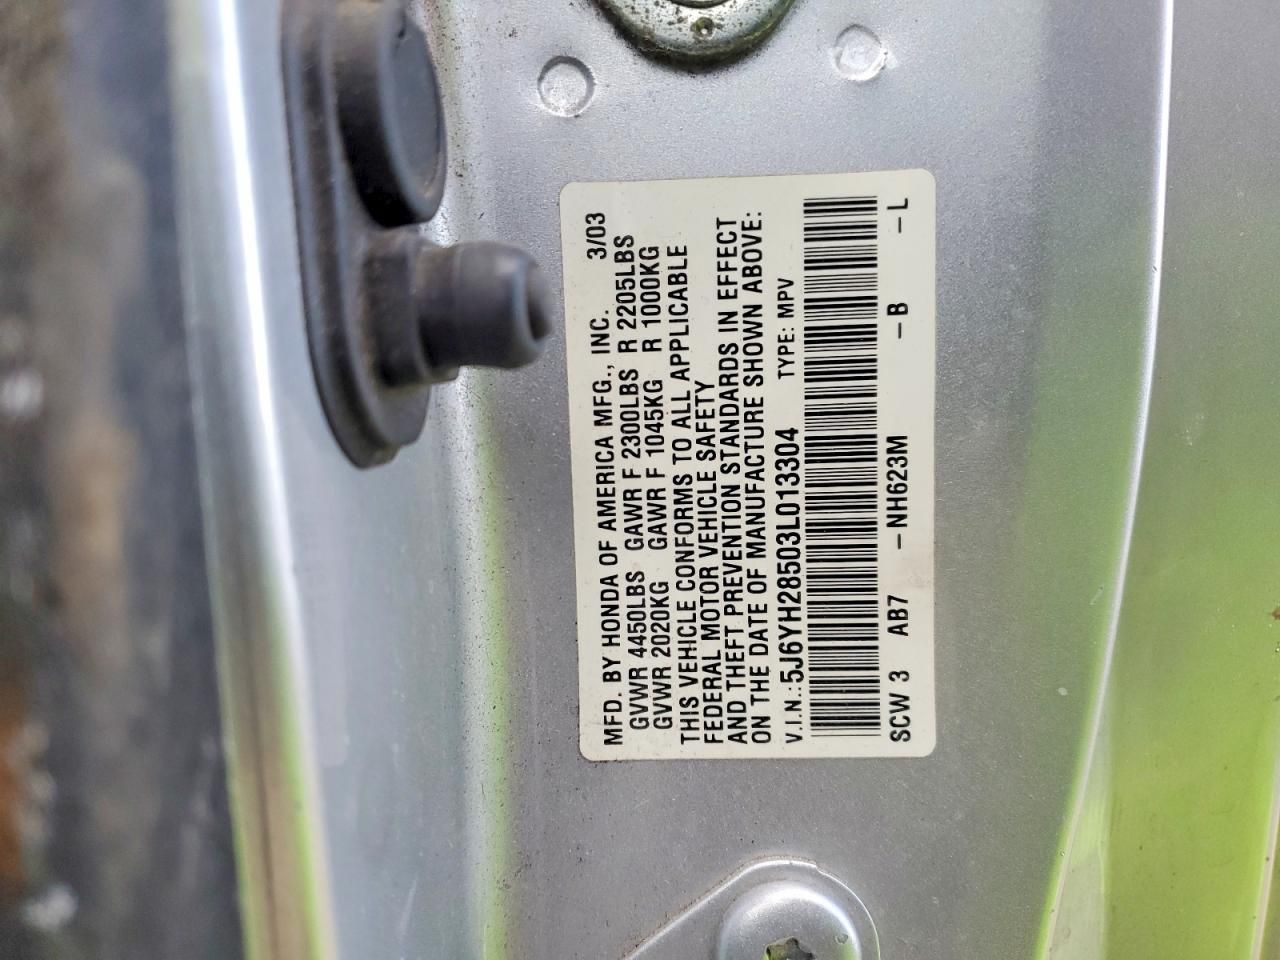 MFD. BY HONDA OF AMERICA MFG., INC. 3/03
GVWR 4450LBS GAWR F 2300LBS R 2205LBS
GVWR 2020KG GAWR F 1045KG R 1000KG
THIS VEHICLE CONFORMS TO ALL APPLICABLE
FEDERAL MOTOR VEHICLE SAFETY
AND THEFT PREVENTION STANDARDS IN EFFECT
ON THE DATE OF MANUFACTURE SHOWN ABOVE:
V.I.N.: 5J6YH28503L013304 TYPE: MPV
SCW 3 AB7 –NH623M –B –L